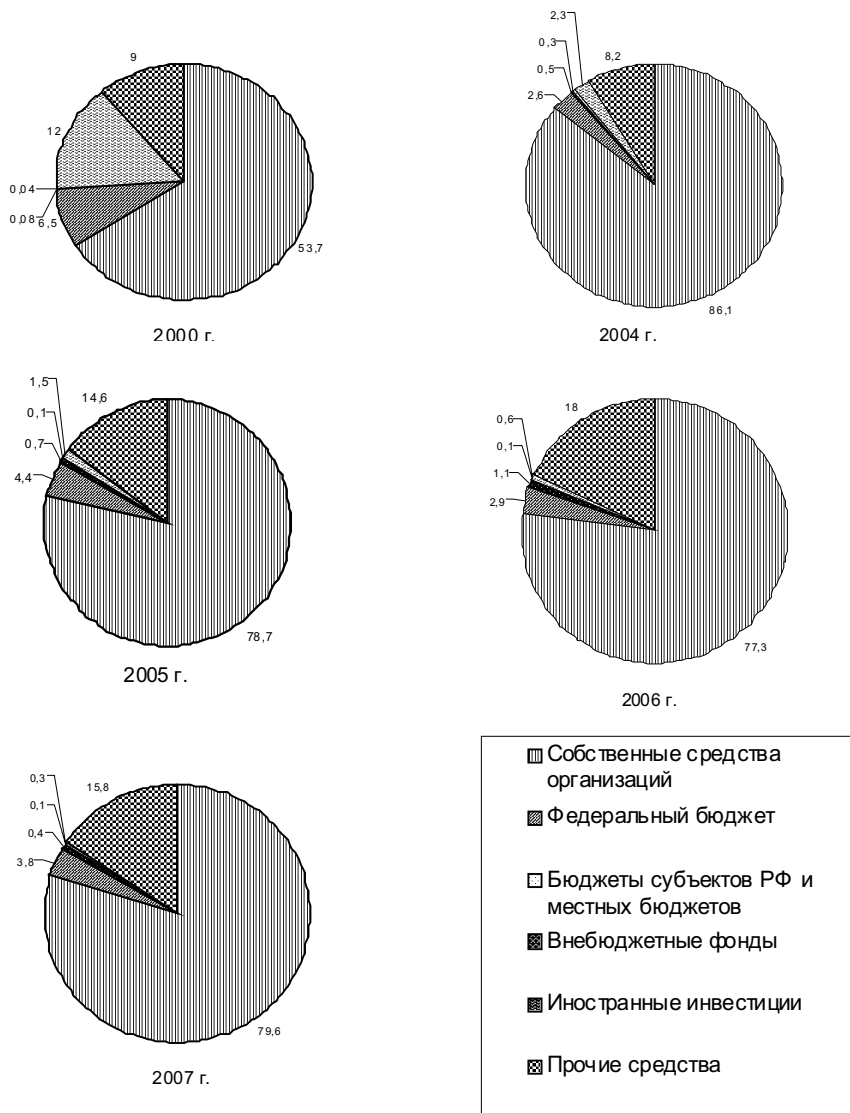 9
12
0,04
0,08
6,5
53,7
2000 г.
2,3
0,3
0,5
2,6
8,2
86,1
2004 г.
1,5
0,1
0,7
4,4
14,6
78,7
2005 г.
0,6
0,1
1,1
2,9
18
77,3
2006 г.
0,3
0,1
0,4
3,8
15,8
79,6
2007 г.
Собственные средства
организаций
Федеральный бюджет
Бюджеты субъектов РФ и
местных бюджетов
Внебюджетные фонды
Иностранные инвестиции
Прочие средства